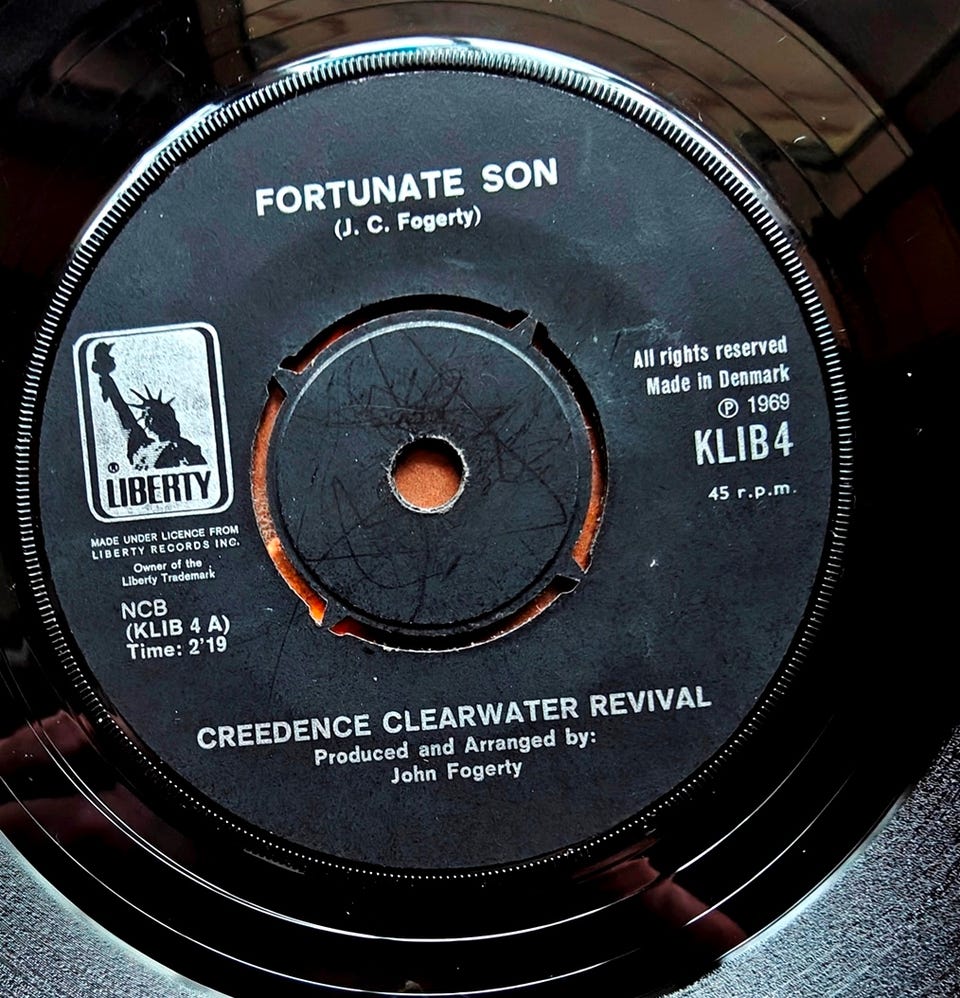 FORTUNATE SON
(J. C. Fogerty)
All rights reserved
Made in Denmark
Ⓟ 1969
KLIB 4
45 r.p.m.
®
LIBERTY
MADE UNDER LICENCE FROM
LIBERTY RECORDS INC.
Owner of the
Liberty Trademark
NCB
(KLIB 4 A)
Time: 2'19
CREEDENCE CLEARWATER REVIVAL
Produced and Arranged by:
John Fogerty